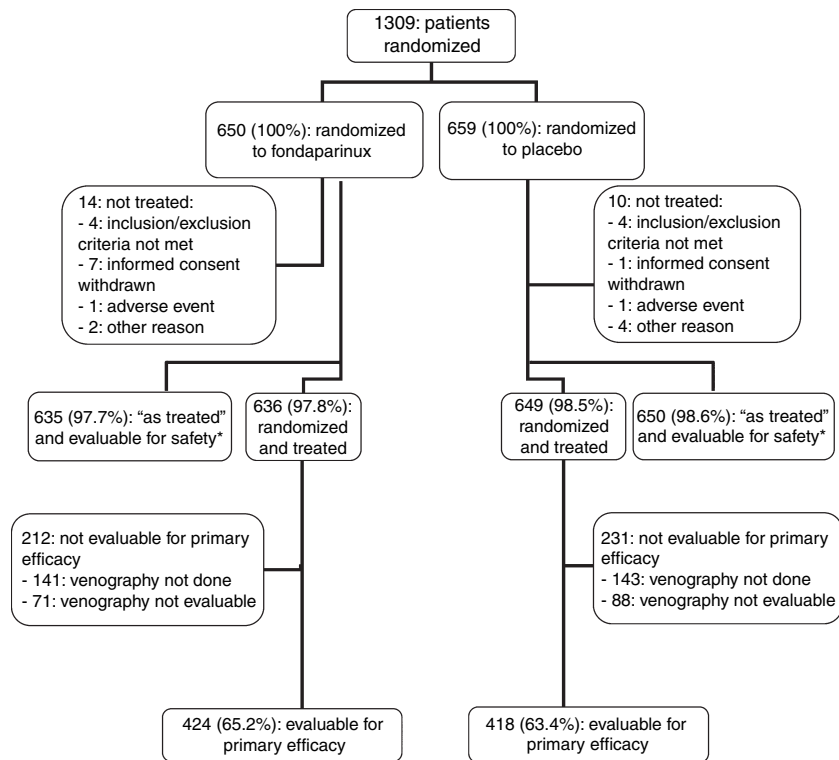 1309: patients
randomized
650 (100%): randomized
to fondaparinux
659 (100%): randomized
to placebo
14: not treated:
- 4: inclusion/exclusion
criteria not met
- 7: informed consent
withdrawn
- 1: adverse event
- 2: other reason
10: not treated:
- 4: inclusion/exclusion
criteria not met
- 1: informed consent
withdrawn
- 1: adverse event
- 4: other reason
635 (97.7%: “as treated”
and evaluable for safety*
636 (97.8%):
randomized
and treated
649 (98.5%):
randomized
and treated
650 (98.6%): “as treated”
and evaluable for safety*
212: not evaluable for primary
efficacy
- 141: venography not done
- 71: venography not evaluable
231: not evaluable for primary
efficacy
- 143: venography not done
- 88: venography not evaluable
424 (65.2%): evaluable for
primary efficacy
418 (63.4%): evaluable for
primary efficacy